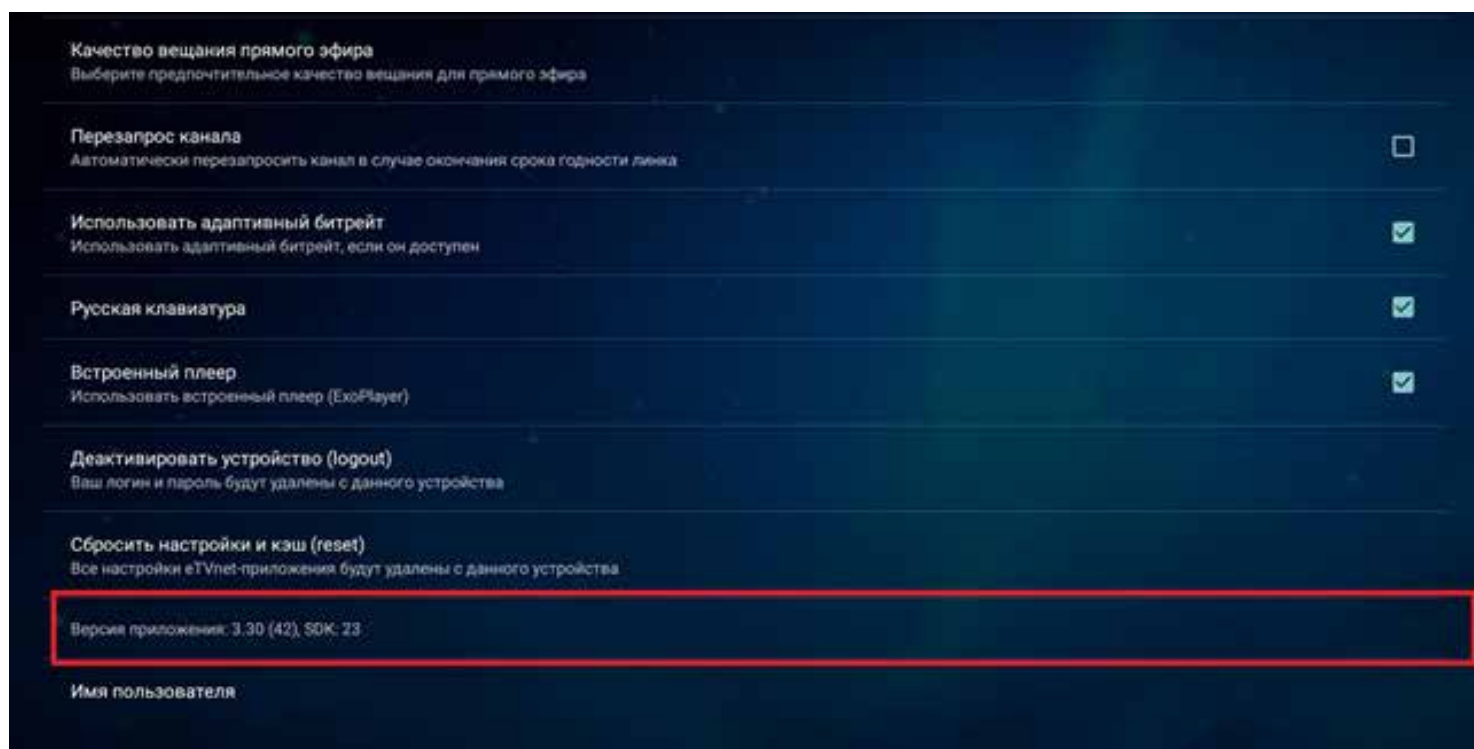 Качество вещания прямого эфира
Выберите предпочтительное качество вещания для прямого эфира
Перезапрос канала
Автоматически перезапросить канал в случае окончания срока годности линка
Использовать адаптивный битрейт
Использовать адаптивный битрейт, если он доступен
Русская клавиатура
Встроенный плеер
Использовать встроенный плеер (ExoPlayer)
Деактивировать устройство (logout)
Ваш логин и пароль будут удалены с данного устройства
Сбросить настройки и кэш (reset)
Все настройки eTVnet-приложения будут удалены с данного устройства
Версия приложения: 3.30 (42), SDK: 23
Имя пользователя